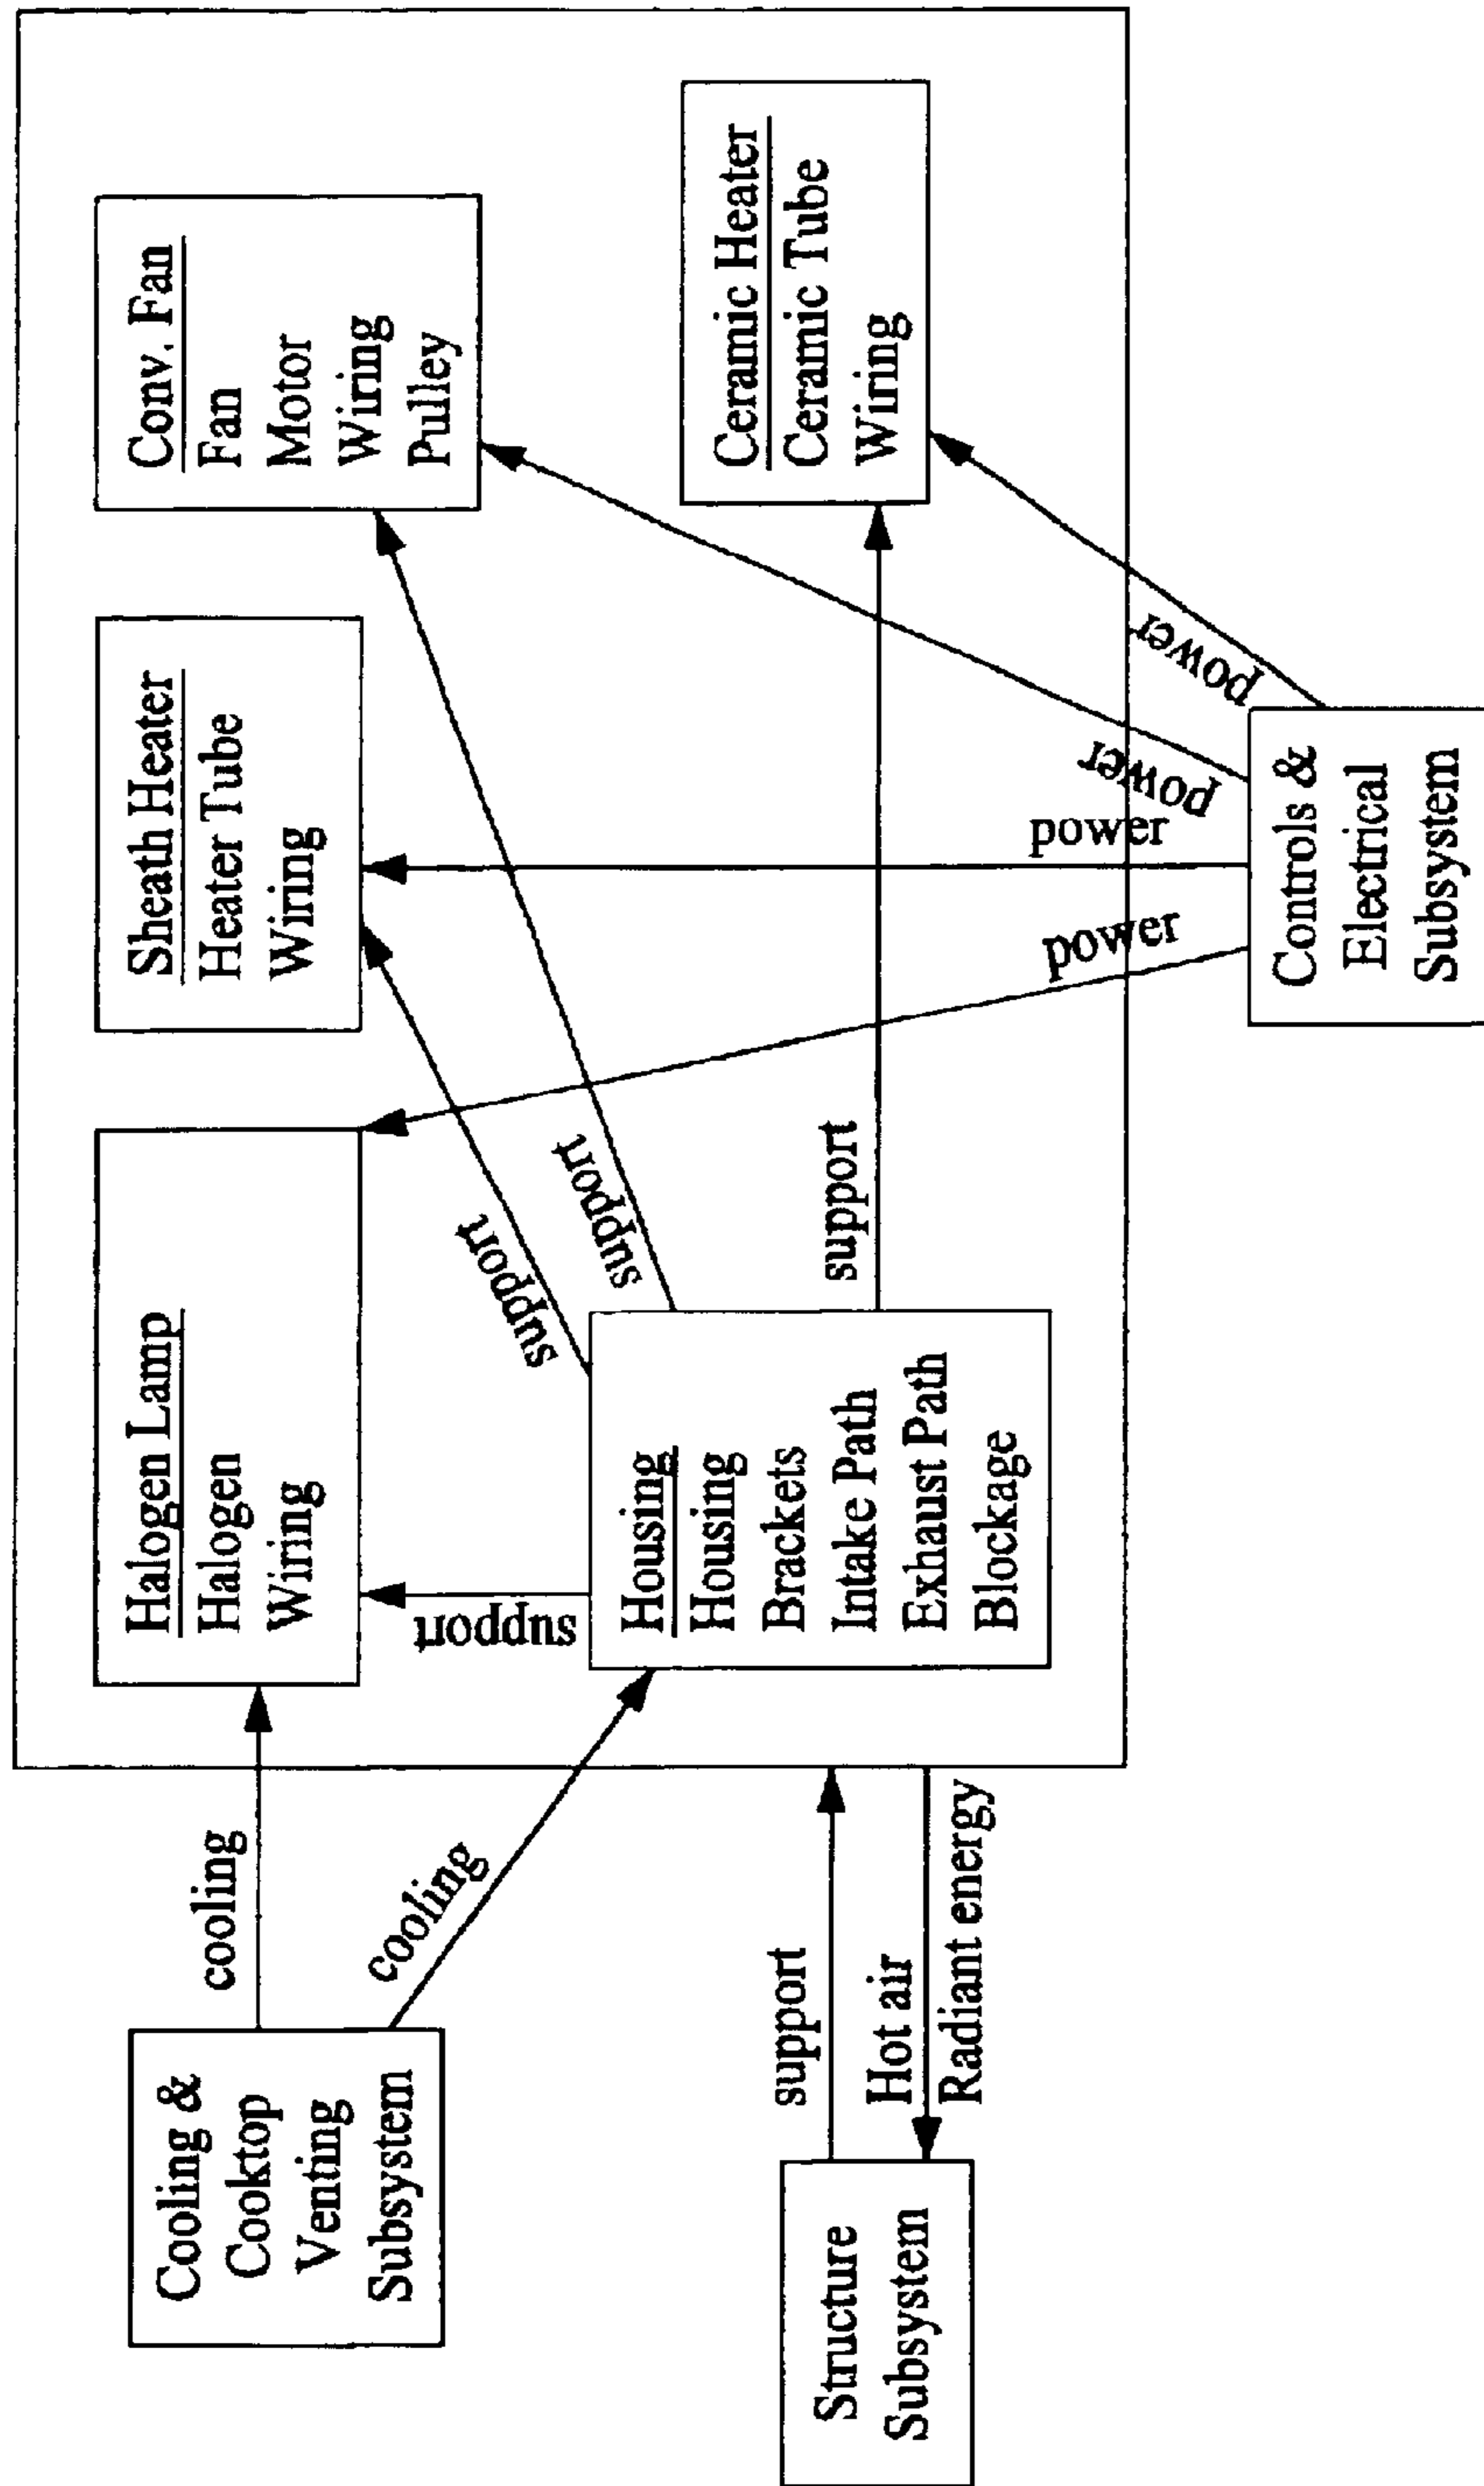 Cooling &
Cooktop
Venting
Subsystem
cooling
cooling
Structure
Subsystem
support
Hot air
Radiant energy
Halogen Lamp
Halogen
Wiring
support
Housing
Housing
Brackets
Intake Path
Exhaust Path
Blockage
support
support
support
Sheath Heater
Heater Tube
Wiring
Conv. Fan
Fan
Motor
Wiring
Pulley
Ceramic Heater
Ceramic Tube
Wiring
power
power
power
power
Controls &
Electrical
Subsystem